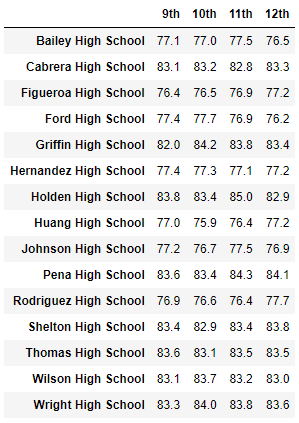 9th 10th 11th 12th
Bailey High School 77.1 77.0 77.5 76.5
Cabrera High School 83.1 83.2 82.8 83.3
Figueroa High School 76.4 76.5 76.9 77.2
Ford High School 77.4 77.7 76.9 76.2
Griffin High School 82.0 84.2 83.8 83.4
Hernandez High School 77.4 77.3 77.1 77.2
Holden High School 83.8 83.4 85.0 82.9
Huang High School 77.0 75.9 76.4 77.2
Johnson High School 77.2 76.7 77.5 76.9
Pena High School 83.6 83.4 84.3 84.1
Rodriguez High School 76.9 76.6 76.4 77.7
Shelton High School 83.4 82.9 83.4 83.8
Thomas High School 83.6 83.1 83.5 83.5
Wilson High School 83.1 83.7 83.2 83.0
Wright High School 83.3 84.0 83.8 83.6